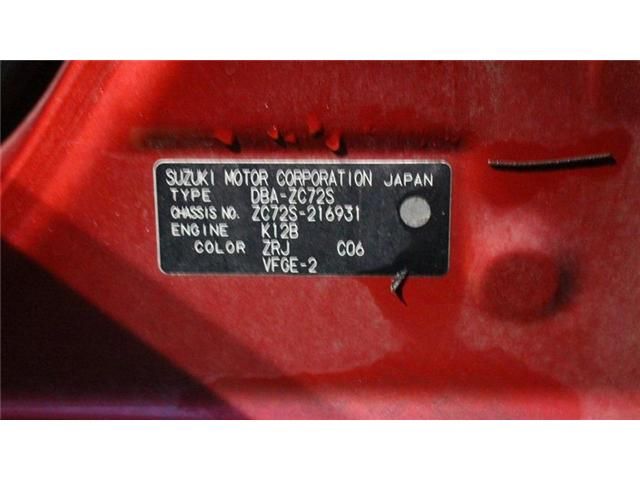 SUZUKI MOTOR CORPORATION JAPAN
TYPE DBA-ZC72S
CHASSIS NO. ZC72S-216931
ENGINE K12B
COLOR ZRJ C06
VFGE-2